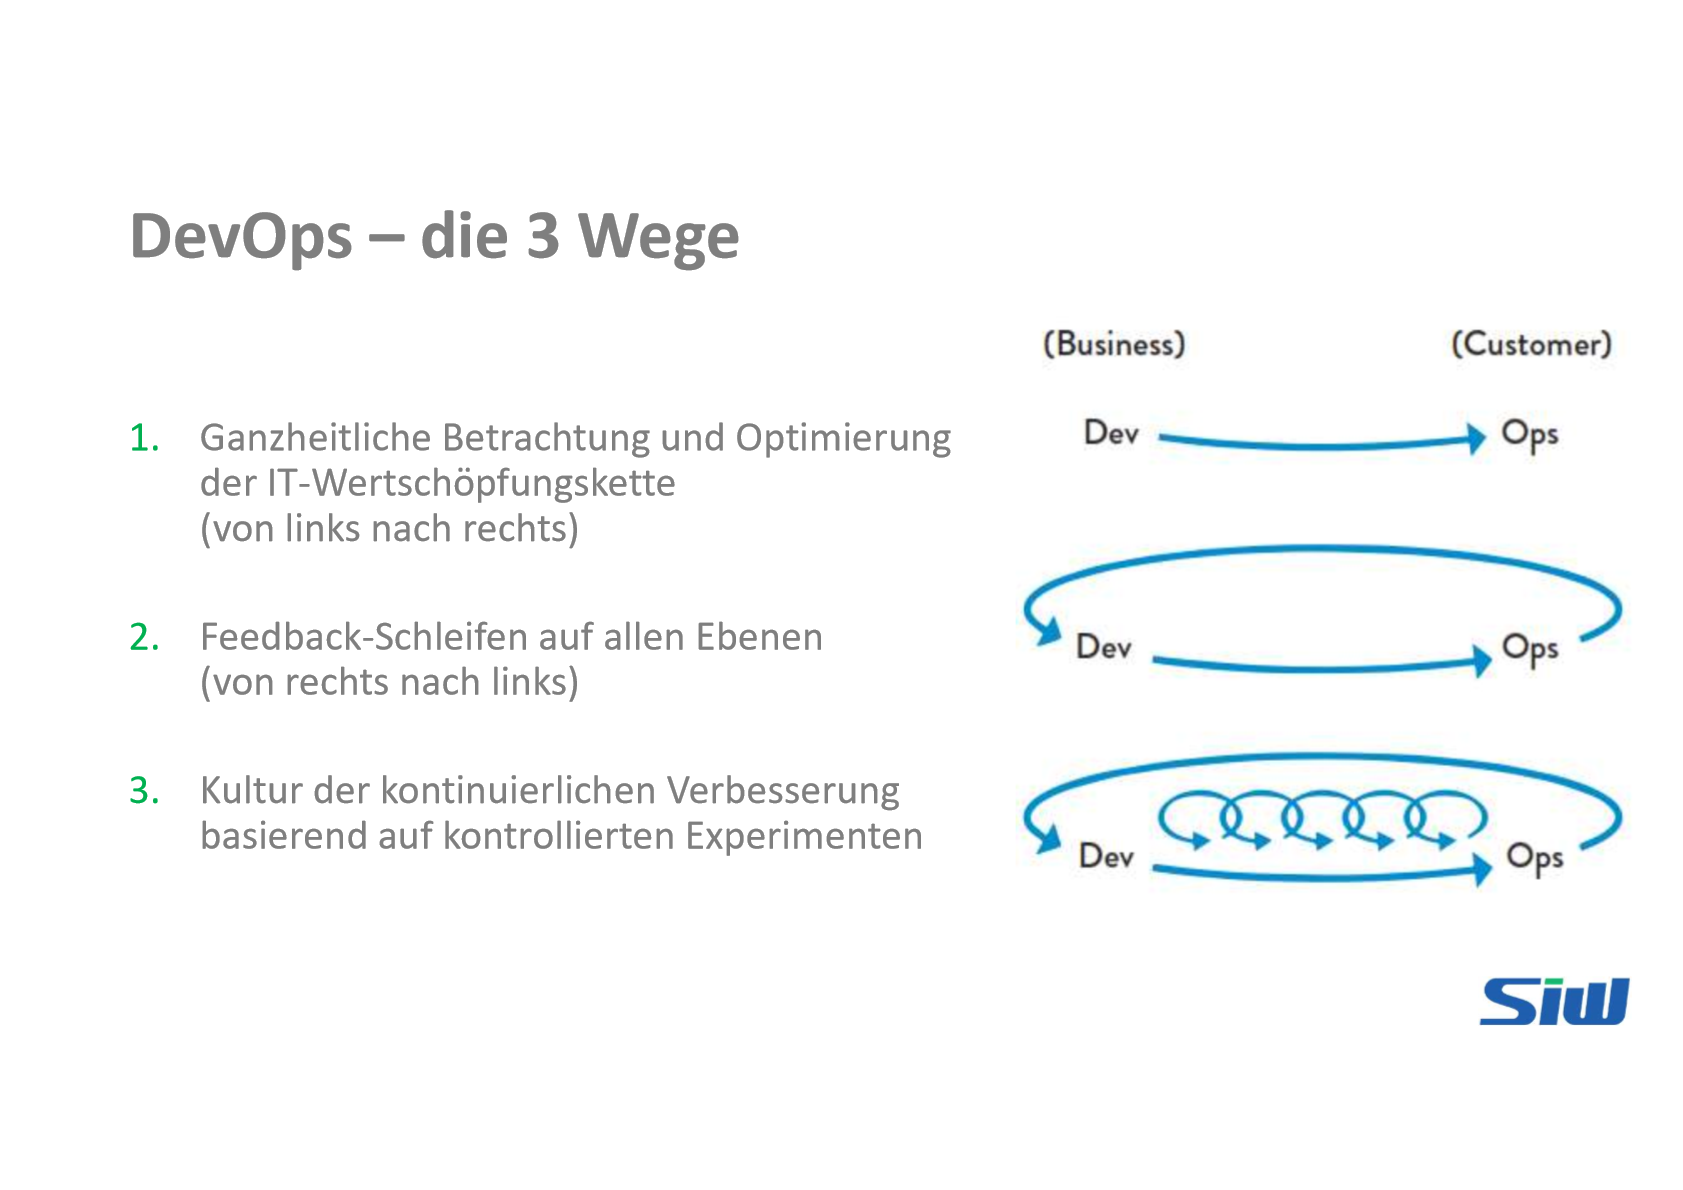 DevOps – die 3 Wege
1. Ganzheitliche Betrachtung und Optimierung
der IT-Wertschöpfungskette
(von links nach rechts)
2. Feedback-Schleifen auf allen Ebenen
(von rechts nach links)
3. Kultur der kontinuierlichen Verbesserung
basierend auf kontrollierten Experimenten
(Business) (Customer)
Dev Ops
Dev Ops
Dev Ops
Siw